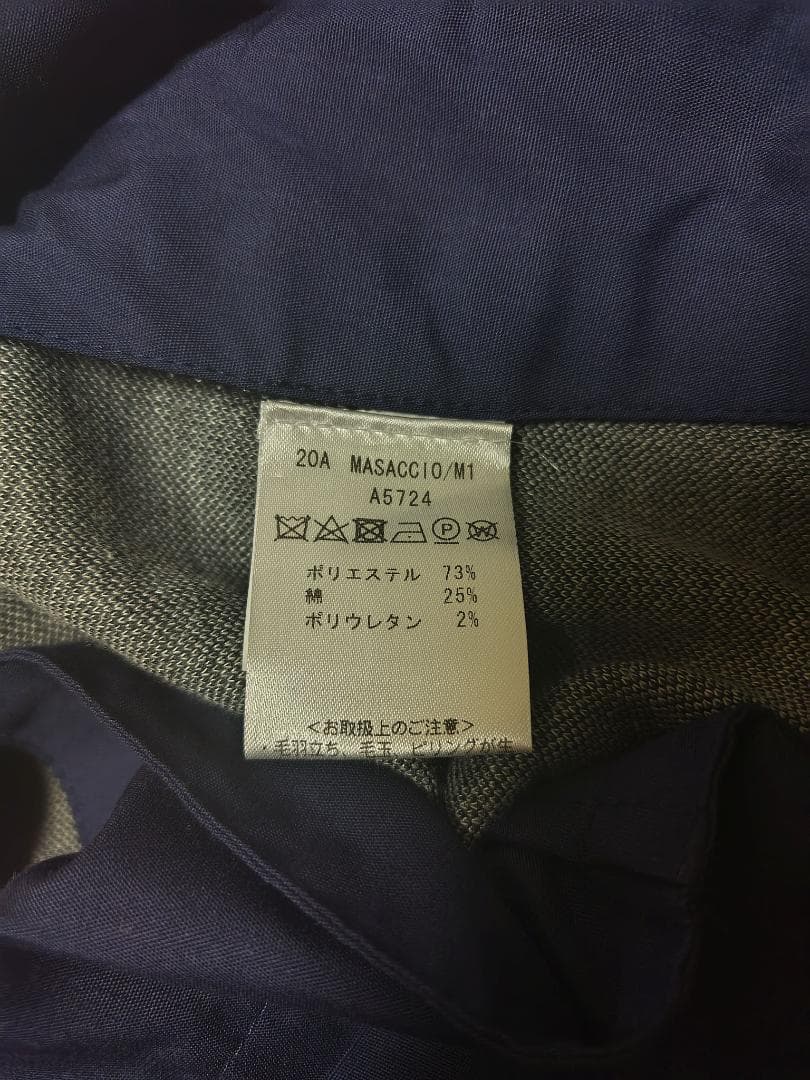 20A MASACCIO/M1
A5724
P W
ポリエステル 73%
綿 25%
ポリウレタン 2%
<お取扱上のご注意>
・毛羽立ち、毛玉、ピリングが生